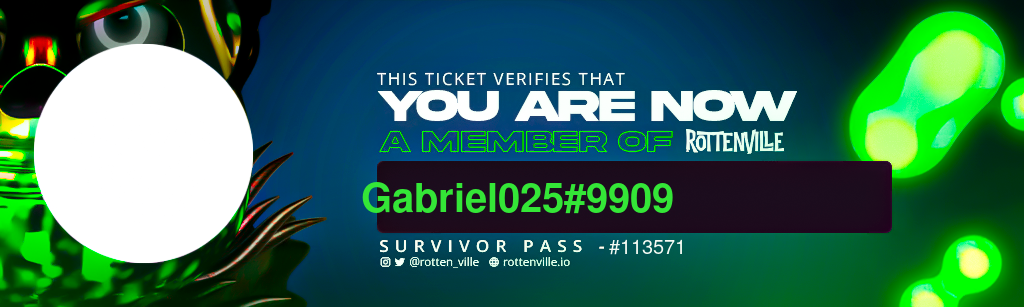 THIS TICKET VERIFIES THAT
YOU ARE NOW
A MEMBER OF ROTTENVILLE
Gabriel025#9909
SURVIVOR PASS - #113571
@rotten_ville rottenville.io